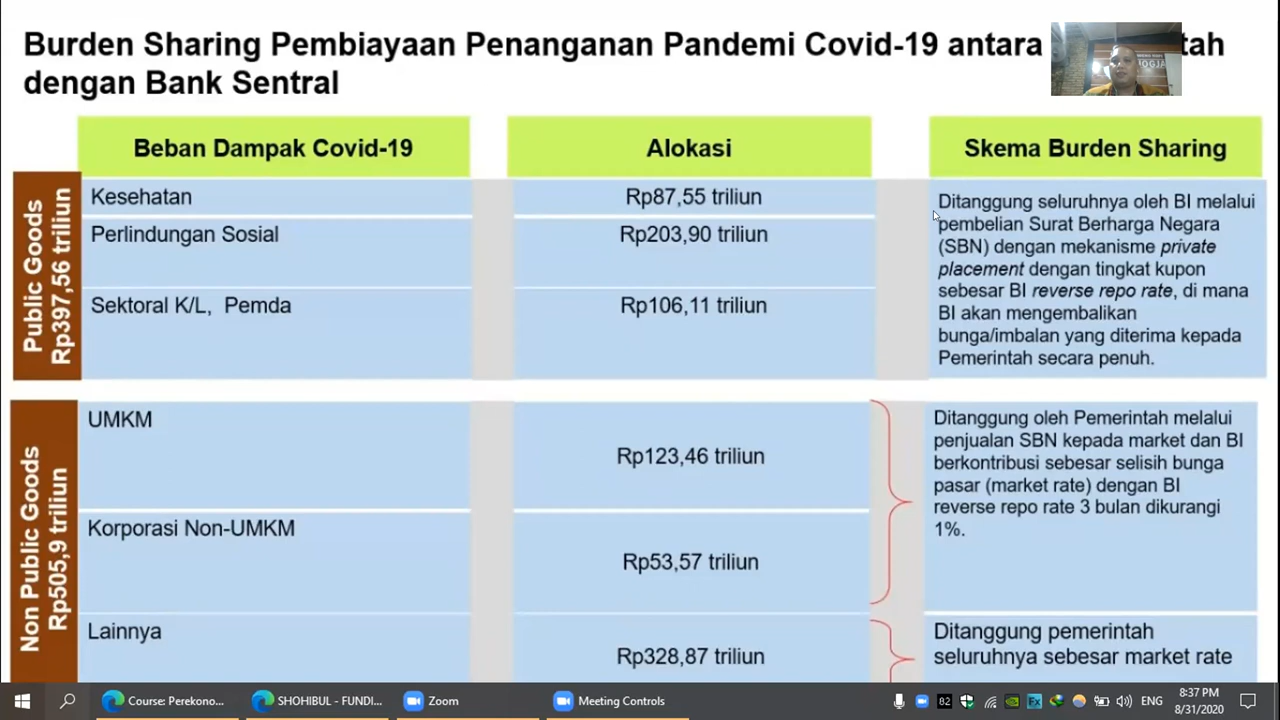 Burden Sharing Pembiayaan Penanganan Pandemi Covid-19 antara
dengan Bank Sentral
JOGJA
Beban Dampak Covid-19
Alokasi
Skema Burden Sharing
Public Goods
Rp397,56 triliun
Kesehatan
Rp87,55 triliun
Perlindungan Sosial
Rp203,90 triliun
Sektoral K/L, Pemda
Rp106,11 triliun
Ditanggung seluruhnya oleh BI melalui
pembelian Surat Berharga Negara
(SBN) dengan mekanisme private
placement dengan tingkat kupon
sebesar BI reverse repo rate, di mana
BI akan mengembalikan
bunga/imbalan yang diterima kepada
Pemerintah secara penuh.
Non Public Goods
Rp505,9 triliun
UMKM
Rp123,46 triliun
Korporasi Non-UMKM
Rp53,57 triliun
Ditanggung oleh Pemerintah melalui
penjualan SBN kepada market dan BI
berkontribusi sebesar selisih bunga
pasar (market rate) dengan BI
reverse repo rate 3 bulan dikurangi
1%.
Lainnya
Rp328,87 triliun
Ditanggung pemerintah
seluruhnya sebesar market rate
Course: Perekono...
SHOHIBUL - FUNDI...
Zoom
Meeting Controls
82
ENG
8:37 PM
8/31/2020